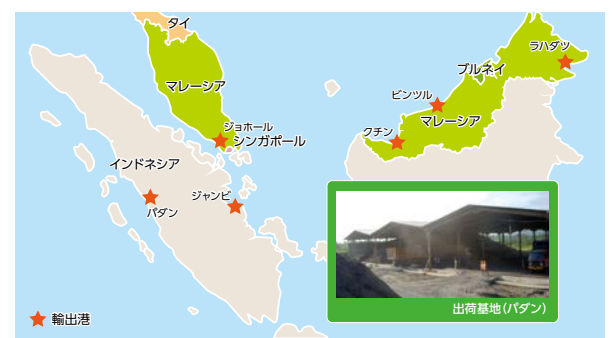 タイ
マレーシア
ジョホール
シンガポール
インドネシア
パダン
ジャンビ
ラハダツ
ブルネイ
ビンツル
マレーシア
クチン
出荷基地(パダン)
輸出港